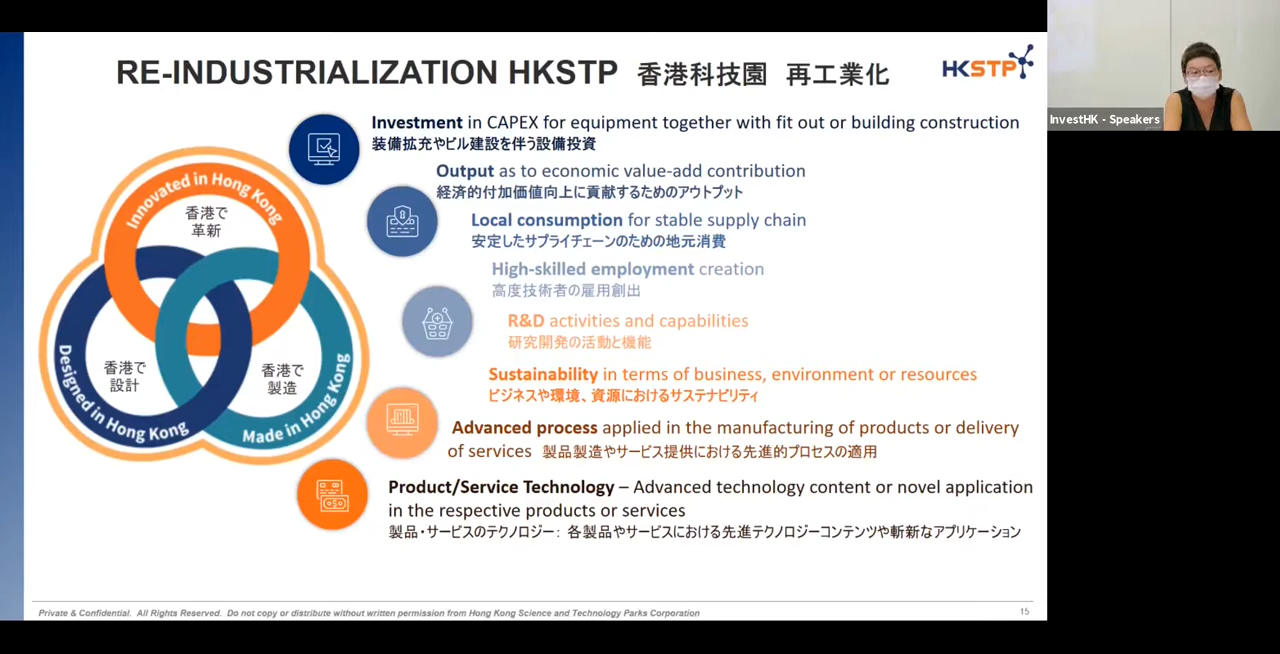 RE-INDUSTRIALIZATION HKSTP 香港科技園 再工業化
HKSTP
InvestHK - Speakers
Investment in CAPEX for equipment together with fit out or building construction
装備拡充やビル建設を伴う設備投資
Output as to economic value-add contribution
経済的付加価値向上に貢献するためのアウトプット
Local consumption for stable supply chain
安定したサプライチェーンのための地元消費
High-skilled employment creation
高度技術者の雇用創出
R&D activities and capabilities
研究開発の活動と機能
Sustainability in terms of business, environment or resources
ビジネスや環境、資源におけるサステナビリティ
Advanced process applied in the manufacturing of products or delivery
of services 製品製造やサービス提供における先進的プロセスの適用
Product/Service Technology – Advanced technology content or novel application
in the respective products or services
製品・サービスのテクノロジー: 各製品やサービスにおける先進テクノロジーコンテンツや斬新なアプリケーション
Innovated in Hong Kong
香港で
革新
Designed in Hong Kong
香港で
設計
Made in Hong Kong
香港で
製造
Private & Confidential. All Rights Reserved. Do not copy or distribute without written permission from Hong Kong Science and Technology Parks Corporation
15